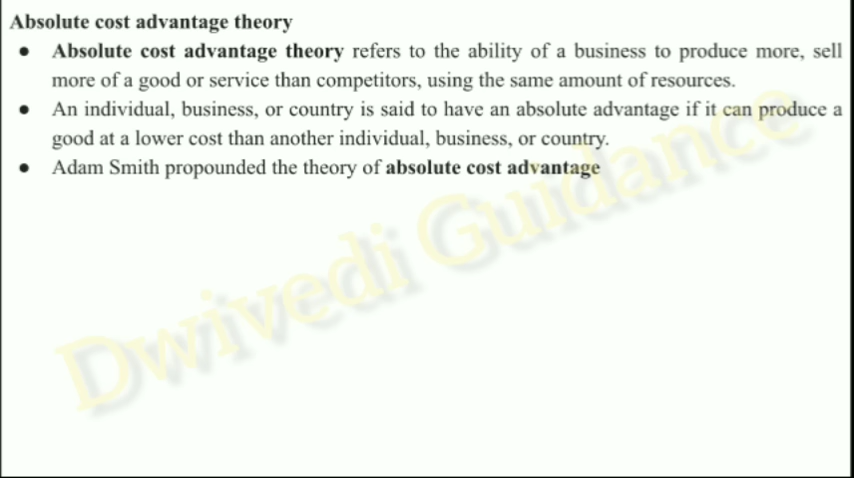 Absolute cost advantage theory
● Absolute cost advantage theory refers to the ability of a business to produce more, sell
more of a good or service than competitors, using the same amount of resources.
● An individual, business, or country is said to have an absolute advantage if it can produce a
good at a lower cost than another individual, business, or country.
● Adam Smith propounded the theory of absolute cost advantage
Dwivedi Guidance